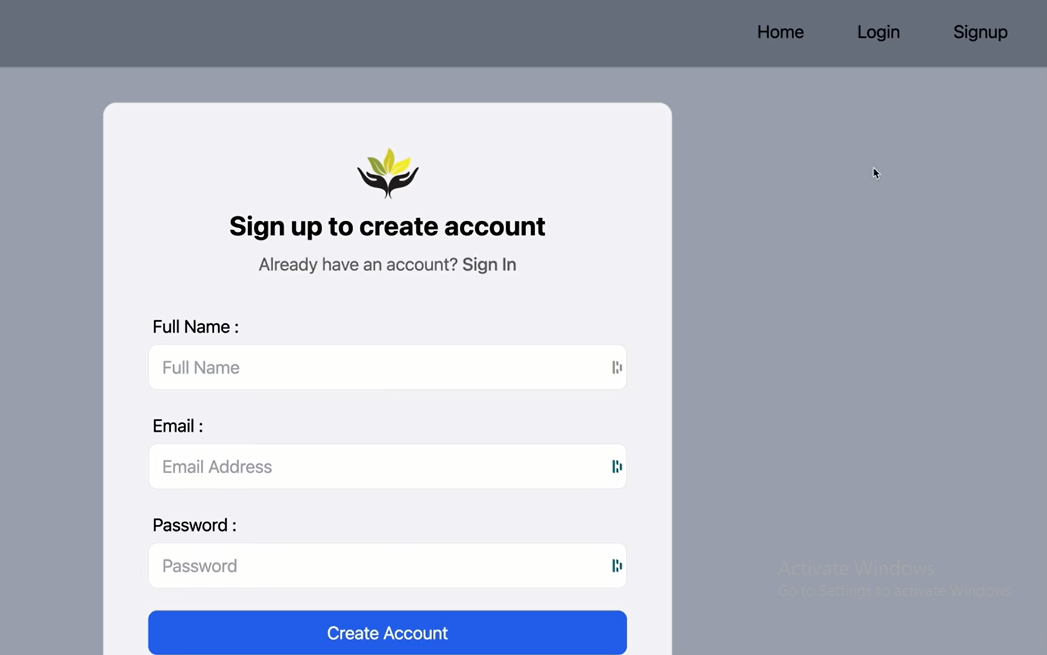 Home Login Signup
Sign up to create account
Already have an account? Sign In
Full Name :
Full Name
Email :
Email Address
Password :
Password
Create Account
Activate Windows
Go to Settings to activate Windows.